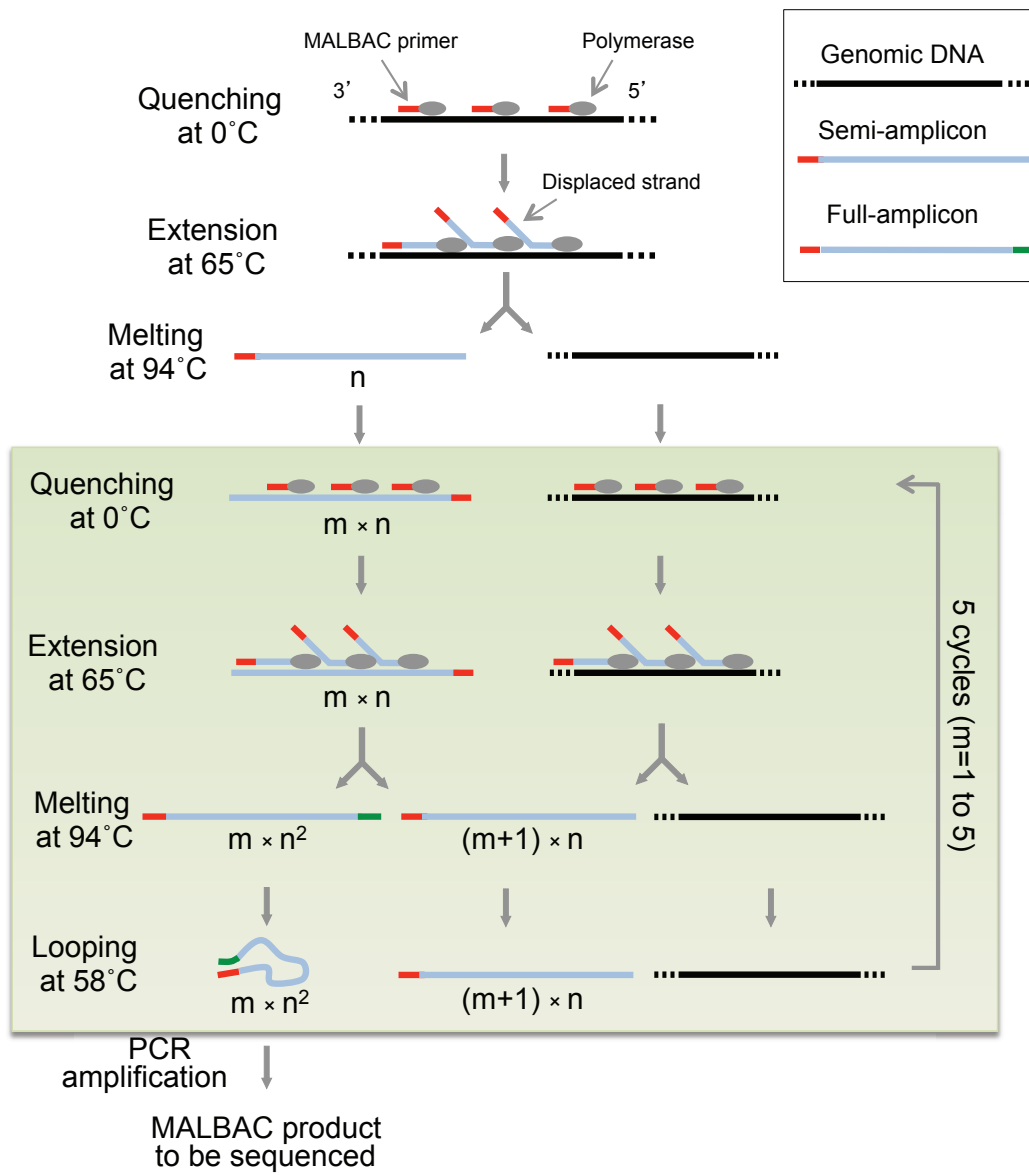 MALBAC primer
Polymerase
3’
5’
Quenching
at 0˚C
Displaced strand
Extension
at 65˚C
Melting
at 94˚C
n
Genomic DNA
Semi-amplicon
Full-amplicon
Quenching
at 0˚C
m × n
Extension
at 65˚C
m × n
Melting
at 94˚C
m × n²
(m+1) × n
Looping
at 58˚C
m × n²
(m+1) × n
5 cycles (m=1 to 5)
PCR
amplification
MALBAC product
to be sequenced